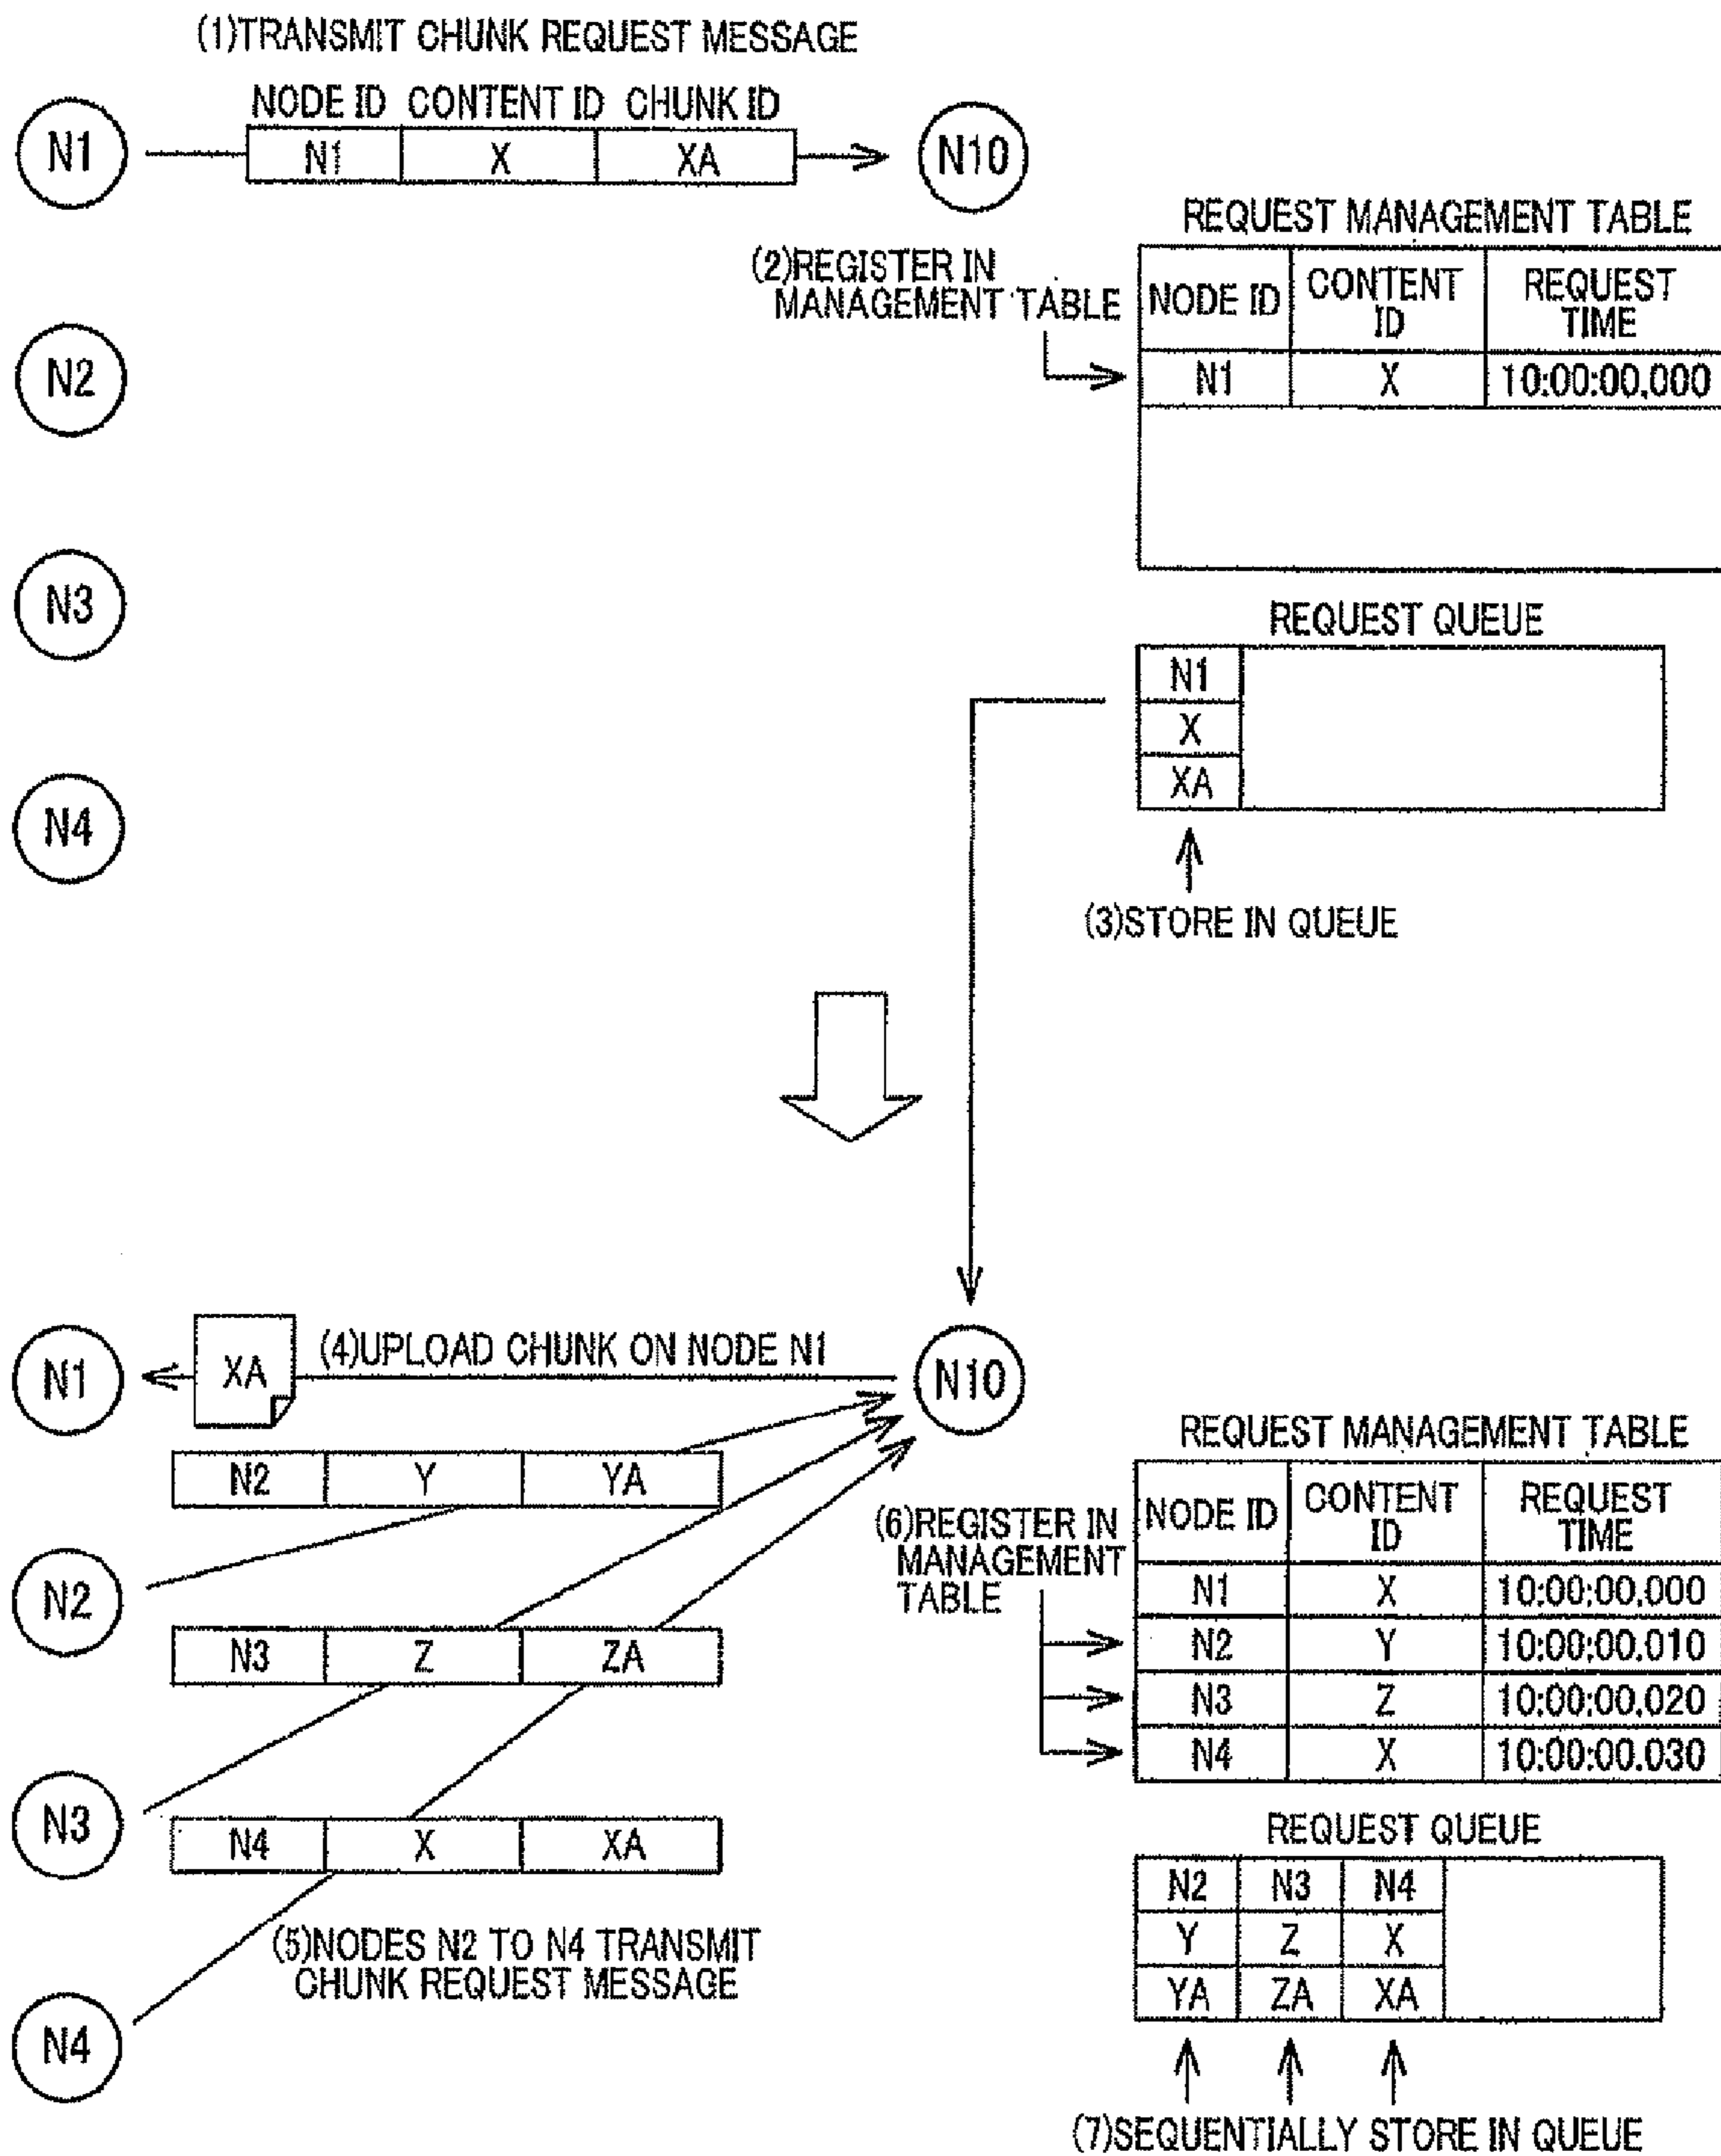 (1)TRANSMIT CHUNK REQUEST MESSAGE
NODE ID CONTENT ID CHUNK ID
N1 N1 X XA N10
REQUEST MANAGEMENT TABLE
(2)REGISTER IN
MANAGEMENT TABLE
NODE ID CONTENT ID REQUEST TIME
N1 X 10:00:00.000
N2
N3
N4
REQUEST QUEUE
N1
X
XA
(3)STORE IN QUEUE
N1 XA (4)UPLOAD CHUNK ON NODE N1 N10
N2 Y YA
N2
N3 Z ZA
N3
N4 X XA
(5)NODES N2 TO N4 TRANSMIT
CHUNK REQUEST MESSAGE
N4
REQUEST MANAGEMENT TABLE
(6)REGISTER IN
MANAGEMENT
TABLE
NODE ID CONTENT ID REQUEST TIME
N1 X 10:00:00.000
N2 Y 10:00:00.010
N3 Z 10:00:00.020
N4 X 10:00:00.030
REQUEST QUEUE
N2 N3 N4
Y Z X
YA ZA XA
(7)SEQUENTIALLY STORE IN QUEUE